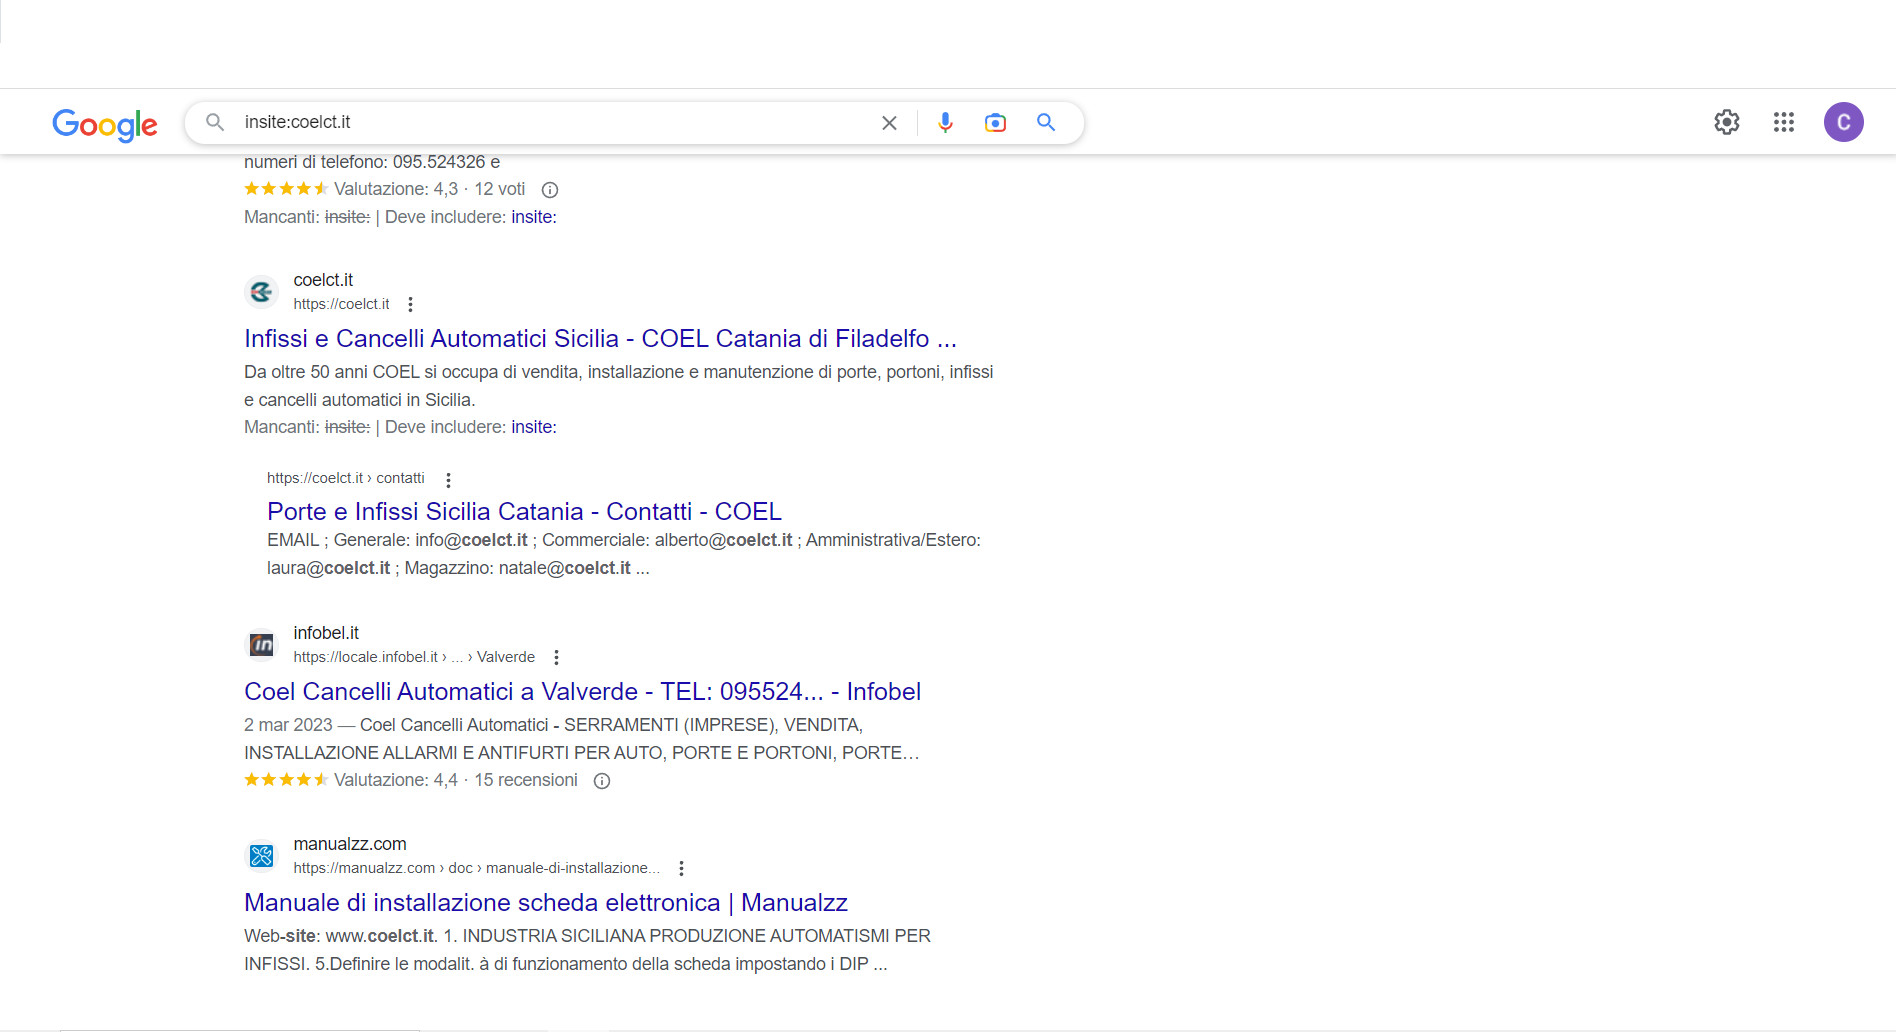 Google
insite:coelct.it
C
numeri di telefono: 095.524326 e
Valutazione: 4,3 · 12 voti
Mancanti: insite: | Deve includere: insite:
coelct.it
https://coelct.it
Infissi e Cancelli Automatici Sicilia - COEL Catania di Filadelfo ...
Da oltre 50 anni COEL si occupa di vendita, installazione e manutenzione di porte, portoni, infissi
e cancelli automatici in Sicilia.
Mancanti: insite: | Deve includere: insite:
https://coelct.it › contatti
Porte e Infissi Sicilia Catania - Contatti - COEL
EMAIL ; Generale: info@coelct.it ; Commerciale: alberto@coelct.it ; Amministrativa/Estero:
laura@coelct.it ; Magazzino: natale@coelct.it ...
in
infobel.it
https://locale.infobel.it › ... › Valverde
Coel Cancelli Automatici a Valverde - TEL: 095524... - Infobel
2 mar 2023 — Coel Cancelli Automatici - SERRAMENTI (IMPRESE), VENDITA,
INSTALLAZIONE ALLARMI E ANTIFURTI PER AUTO, PORTE E PORTONI, PORTE…
Valutazione: 4,4 · 15 recensioni
manualzz.com
https://manualzz.com › doc › manuale-di-installazione...
Manuale di installazione scheda elettronica | Manualzz
Web-site: www.coelct.it. 1. INDUSTRIA SICILIANA PRODUZIONE AUTOMATISMI PER
INFISSI. 5.Definire le modalit. à di funzionamento della scheda impostando i DIP ...